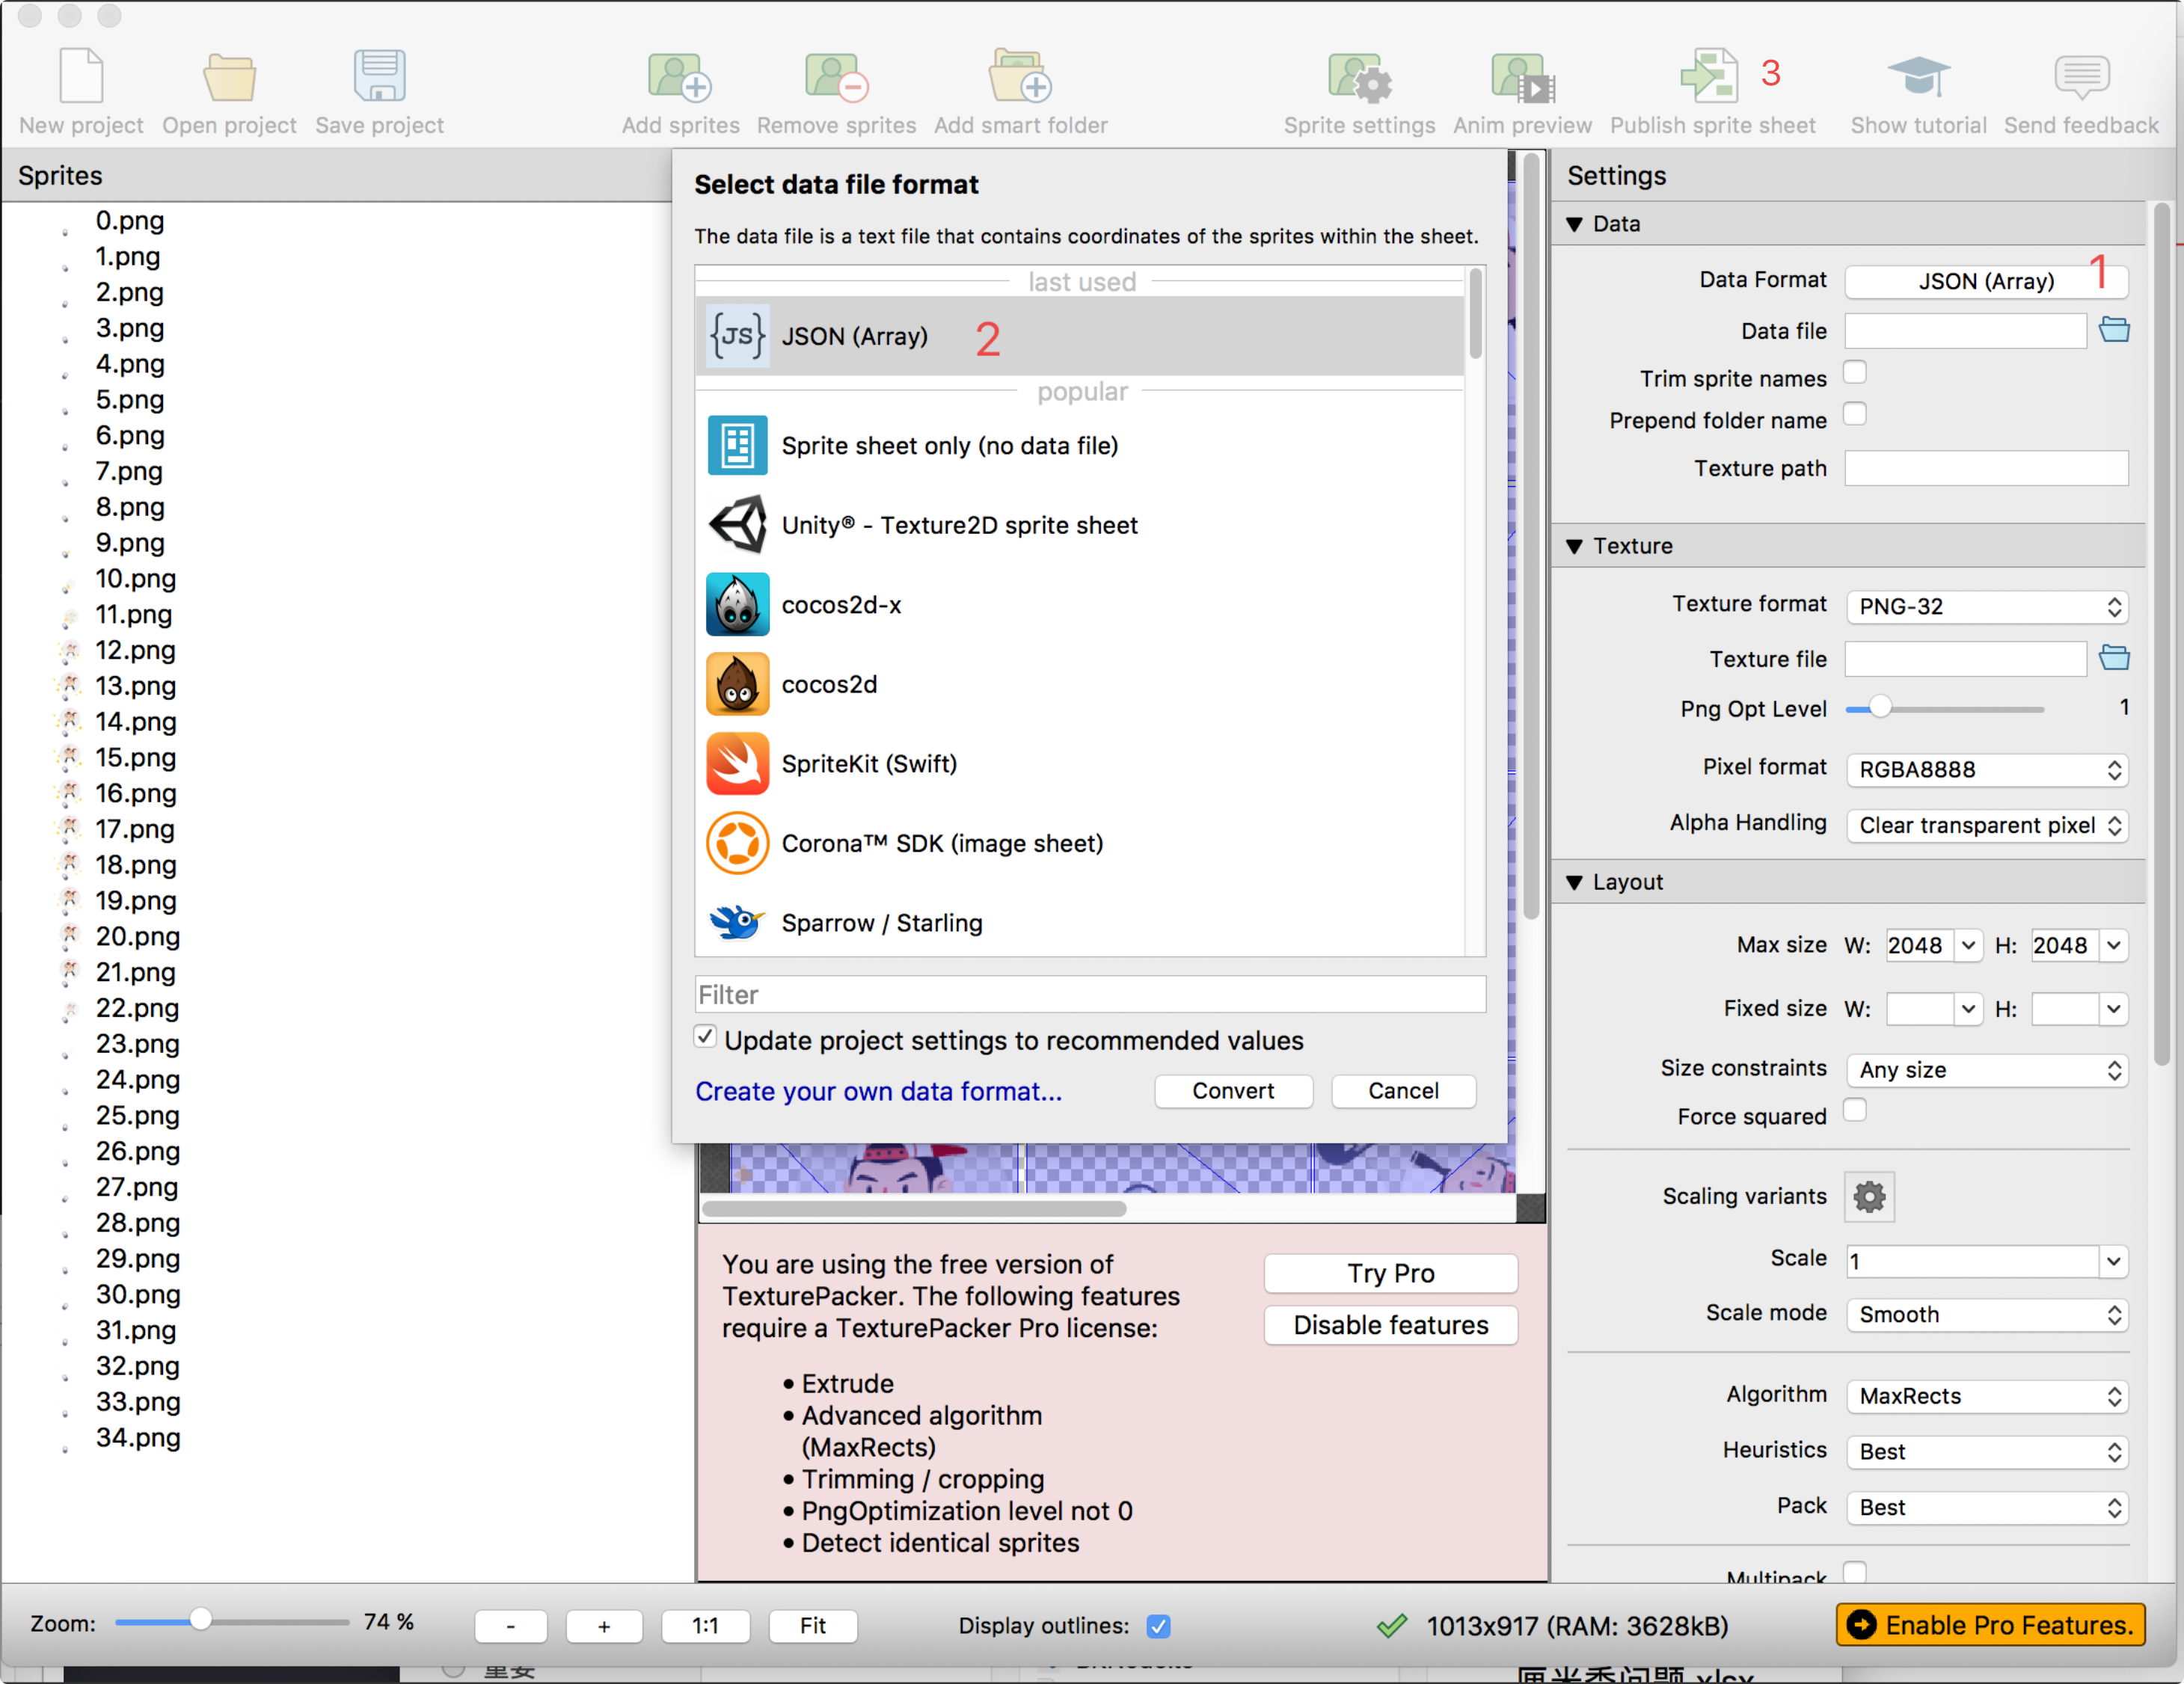 New project
Open project
Save project
Add sprites
Remove sprites
Add smart folder
Sprite settings
Anim preview
Publish sprite sheet
3
Show tutorial
Send feedback
Sprites
0.png
1.png
2.png
3.png
4.png
5.png
6.png
7.png
8.png
9.png
10.png
11.png
12.png
13.png
14.png
15.png
16.png
17.png
18.png
19.png
20.png
21.png
22.png
23.png
24.png
25.png
26.png
27.png
28.png
29.png
30.png
31.png
32.png
33.png
34.png
Select data file format
The data file is a text file that contains coordinates of the sprites within the sheet.
last used
{JS} JSON (Array) 2
popular
Sprite sheet only (no data file)
Unity® - Texture2D sprite sheet
cocos2d-x
cocos2d
SpriteKit (Swift)
Corona™ SDK (image sheet)
Sparrow / Starling
Filter
Update project settings to recommended values
Create your own data format...
Convert
Cancel
You are using the free version of
TexturePacker. The following features
require a TexturePacker Pro license:
• Extrude
• Advanced algorithm
(MaxRects)
• Trimming / cropping
• PngOptimization level not 0
• Detect identical sprites
Try Pro
Disable features
Settings
Data
Data Format JSON (Array) 1
Data file
Trim sprite names
Prepend folder name
Texture path
Texture
Texture format PNG-32
Texture file
Png Opt Level 1
Pixel format RGBA8888
Alpha Handling Clear transparent pixel
Layout
Max size W: 2048 H: 2048
Fixed size W: H:
Size constraints Any size
Force squared
Scaling variants
Scale 1
Scale mode Smooth
Algorithm MaxRects
Heuristics Best
Pack Best
Multipack
Zoom: 74 %
-
+
1:1
Fit
Display outlines:
1013x917 (RAM: 3628kB)
Enable Pro Features.
重要